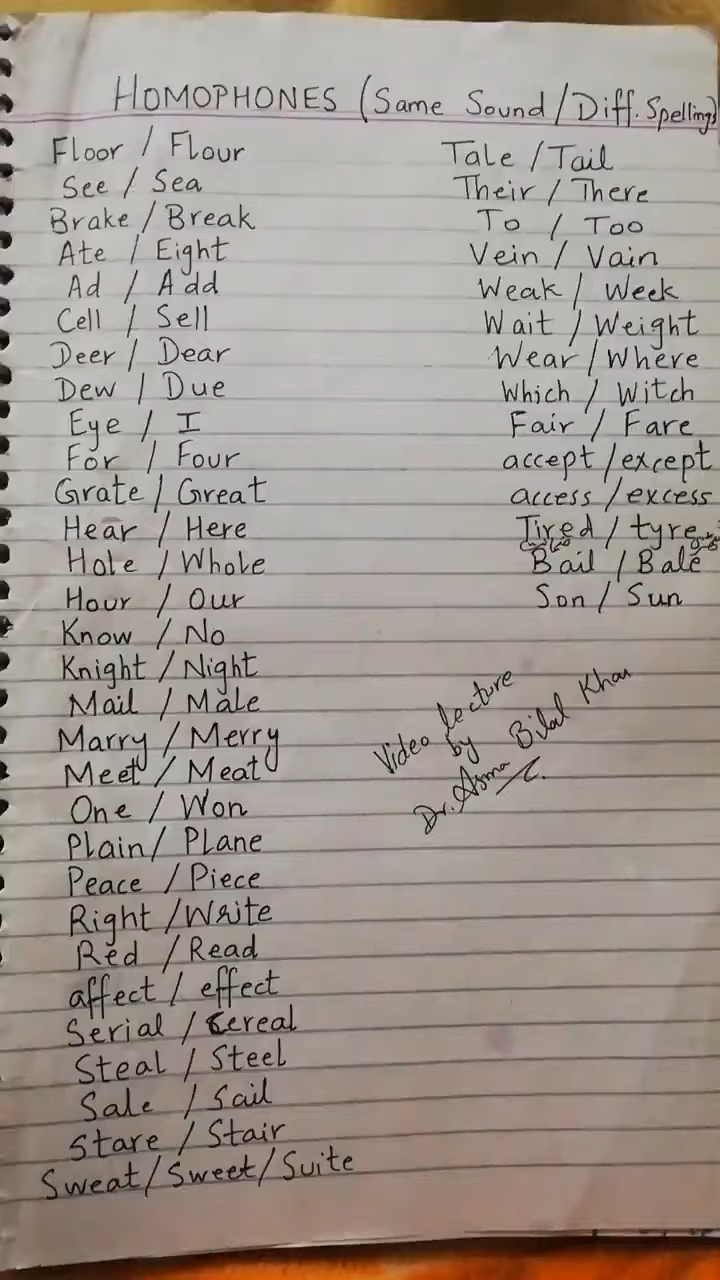 HOMOPHONES (Same Sound/Diff. Spelling)
Floor / Flour
See / Sea
Brake / Break
Ate / Eight
Ad / Add
Cell / Sell
Deer / Dear
Dew / Due
Eye / I
For / Four
Grate / Great
Hear / Here
Hole / Whole
Hour / Our
Know / No
Knight / Night
Mail / Male
Marry / Merry
Meet / Meat
One / Won
Plain / Plane
Peace / Piece
Right / Write
Red / Read
affect / effect
Serial / Cereal
Steal / Steel
Sale / Sail
Stare / Stair
Sweat/Sweet/Suite
Tale / Tail
Their / There
To / Too
Vein / Vain
Weak / Week
Wait / Weight
Wear / Where
Which / Witch
Fair / Fare
accept / except
access / excess
Tired / tyre
Bail / Bale
Son / Sun
Video lecture
by
Dr. Asma Bilal Khan